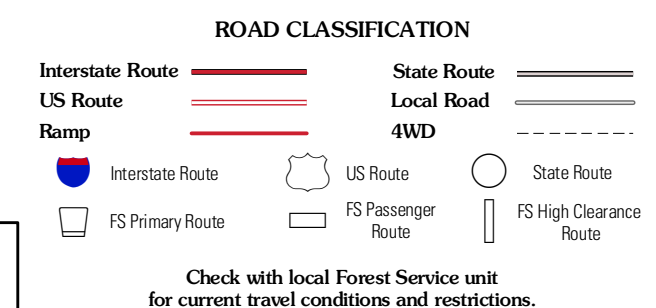 ROAD CLASSIFICATION
Interstate Route
State Route
US Route
Local Road
Ramp
4WD
Interstate Route
US Route
State Route
FS Primary Route
FS Passenger
Route
FS High Clearance
Route
Check with local Forest Service unit
for current travel conditions and restrictions.